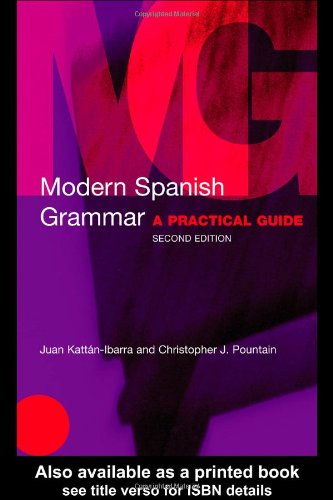 MG
Modern Spanish
Grammar A PRACTICAL GUIDE
SECOND EDITION
Juan Kattán-Ibarra and Christopher J. Pountain
Also available as a printed book
see title verso for ISBN details